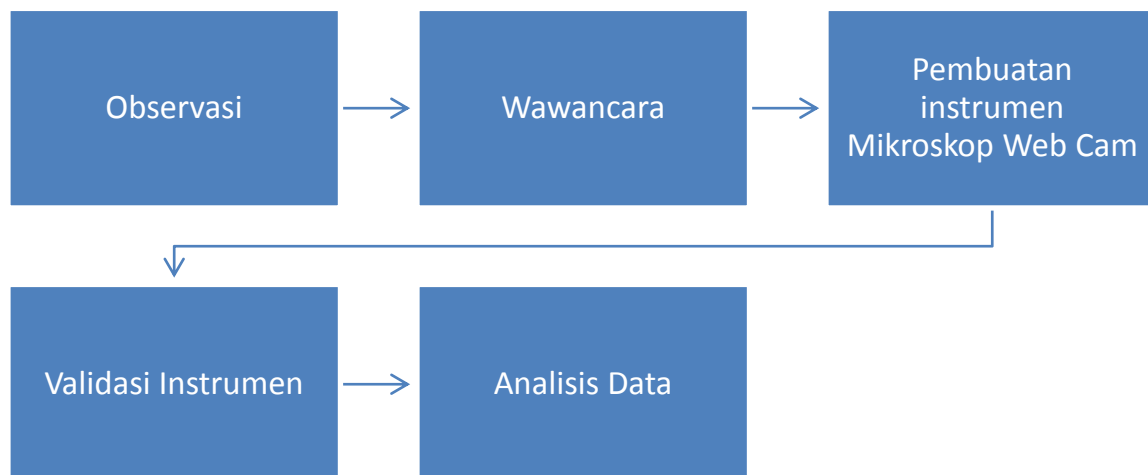 Observasi
Wawancara
Pembuatan
instrumen
Mikroskop Web Cam
Validasi Instrumen
Analisis Data